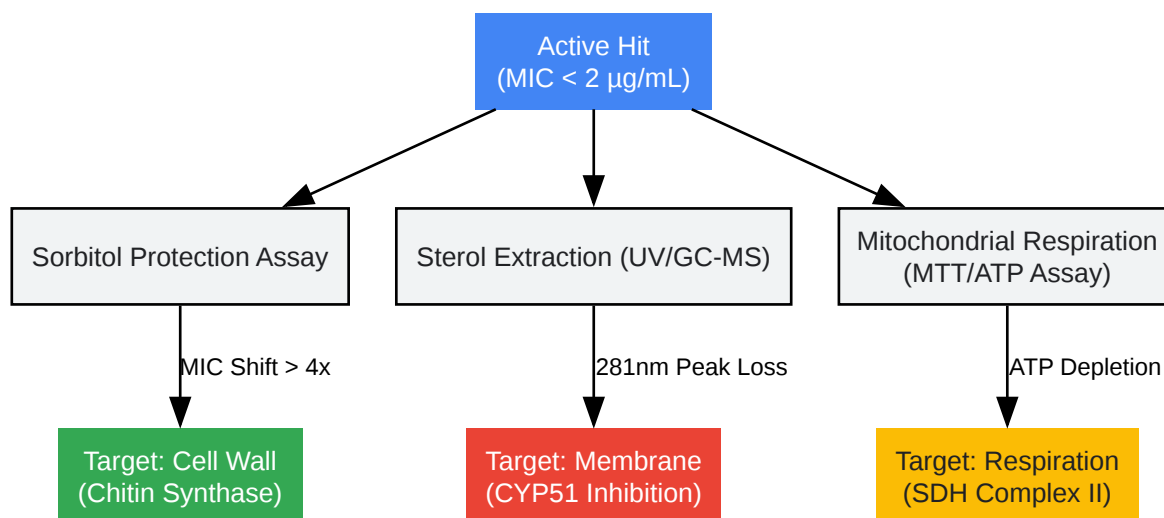 Active Hit
(MIC < 2 µg/mL)
Sorbitol Protection Assay
Sterol Extraction (UV/GC-MS)
Mitochondrial Respiration
(MTT/ATP Assay)
MIC Shift > 4x
281nm Peak Loss
ATP Depletion
Target: Cell Wall
(Chitin Synthase)
Target: Membrane
(CYP51 Inhibition)
Target: Respiration
(SDH Complex II)